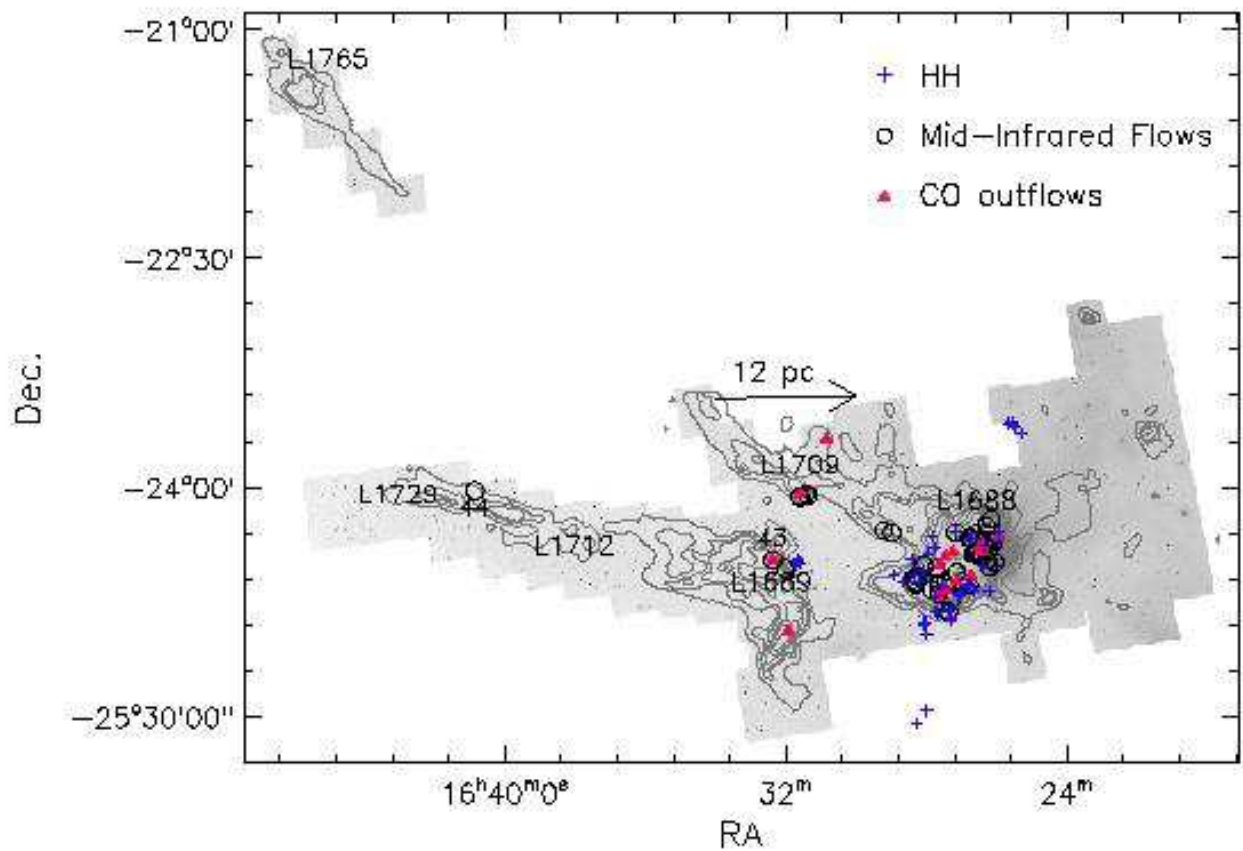 −21°00'
L1765
+ HH
Mid−Infrared Flows
CO outflows
−22°30'
Dec.
12 pc
L1709
−24°00'
L1729
44
L1688
L1712
43
L1689
−25°30'00"
16ʰ40ᵐ0ˢ
32ᵐ
24ᵐ
RA